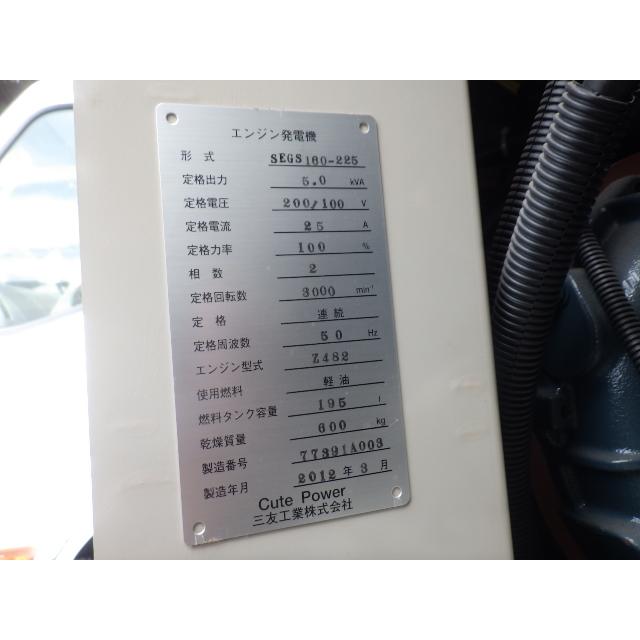 エンジン発電機
形式 SEGS160-225
定格出力 5.0 kVA
定格電圧 200/100 V
定格電流 25 A
定格力率 100 %
相数 2
定格回転数 3000 min⁻¹
定格 連続
定格周波数 50 Hz
エンジン型式 Z482
使用燃料 軽油
燃料タンク容量 195 l
乾燥質量 600 kg
製造番号 77391A003
製造年月 2012年3月
Cute Power
三友工業株式会社